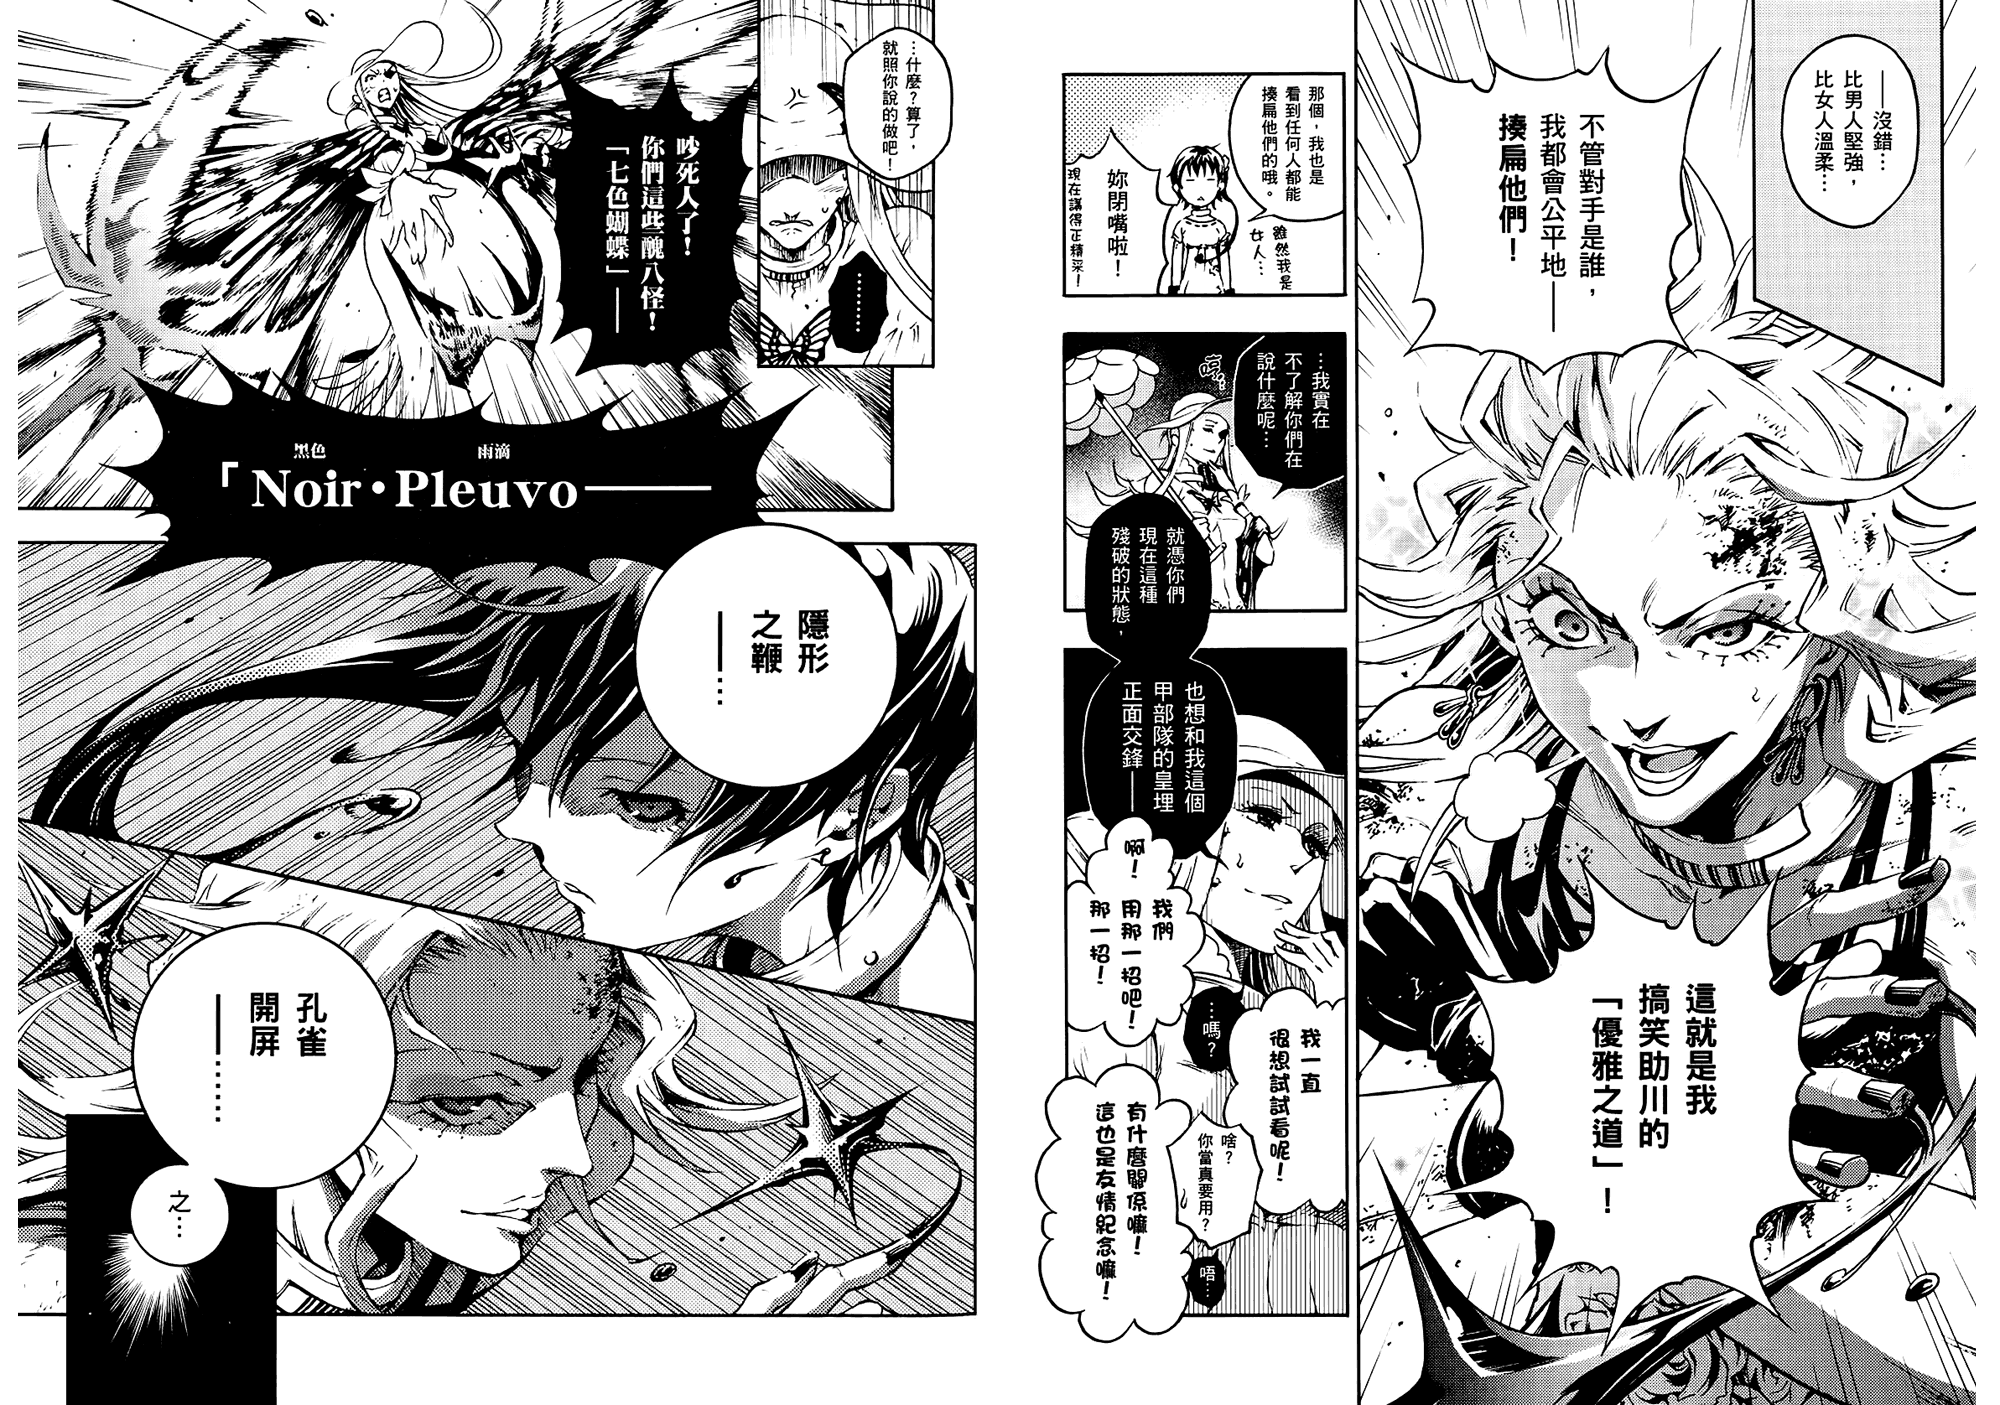 ——沒錯…
比男人堅強，
比女人溫柔…
不管對手是誰，
我都會公平地——
揍扁他們！
這就是我
搞笑助川的
「優雅之道」！
那個，我也是
看到任何人都能
揍扁他們的哦。
雖然我是
女人…
妳閉嘴啦！
現在講得正精采！
…我實在
不了解你們在
說什麼呢…
哼…
就憑你們
現在這種
殘破的狀態，
也想和我這個
甲部隊的皇埋
正面交鋒——
啊！
我們
用那一招吧！
那一招！
…嗎？
我一直
很想試試看呢！
啥？
你當真要用？
有什麼關係嘛！
這也是友情紀念嘛！
唔…
…什麼？算了，
就照你說的做吧！
………
吵死人了！
你們這些醜八怪！
「七色蝴蝶」——
黑色 雨滴
「Noir・Pleuvo——
隱形
之鞭
——…
孔雀
開屏
——……
之…